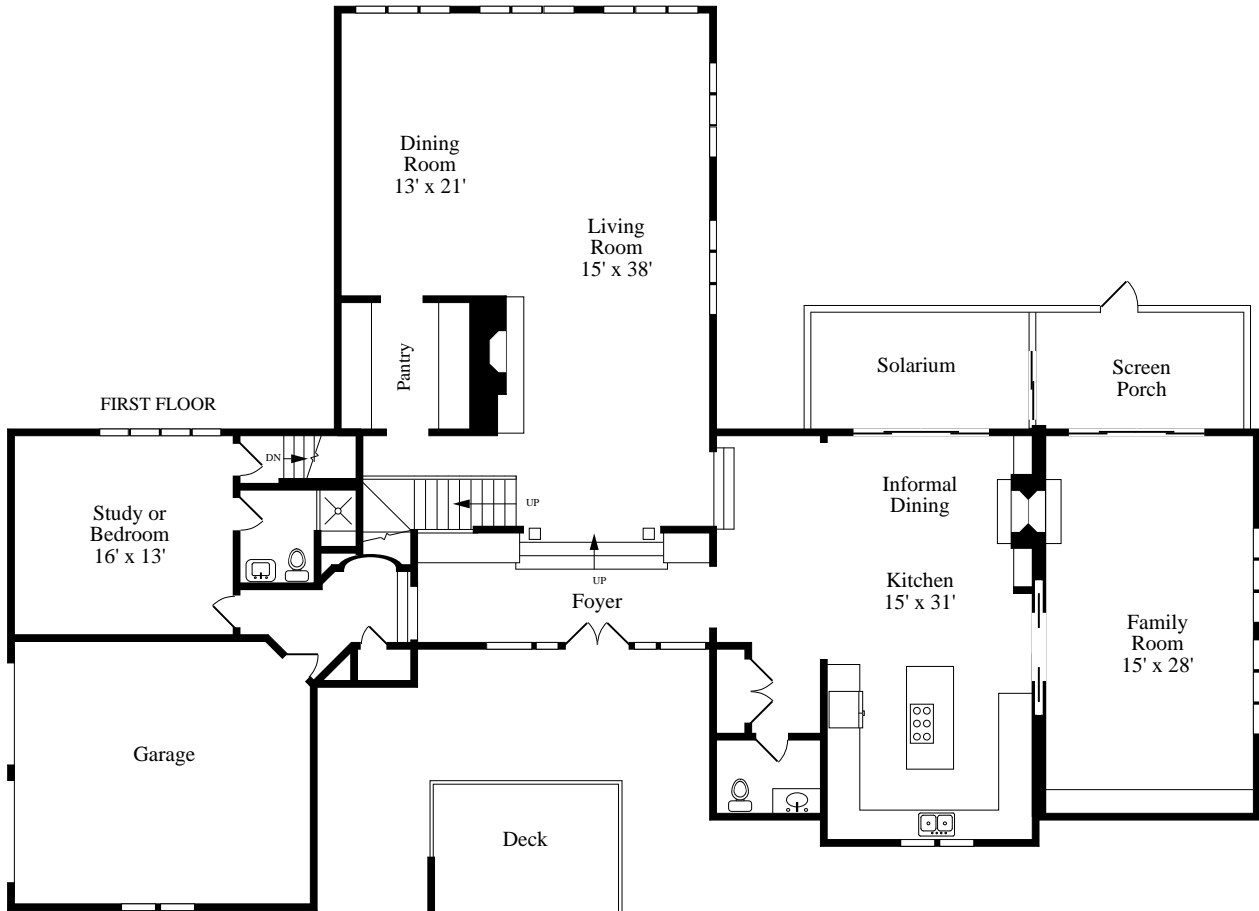 Dining
Room
13' x 21'
Living
Room
15' x 38'
Pantry
Solarium
Screen
Porch
FIRST FLOOR
DN
Study or
Bedroom
16' x 13'
UP
UP
Informal
Dining
Kitchen
15' x 31'
Foyer
Family
Room
15' x 28'
Garage
Deck